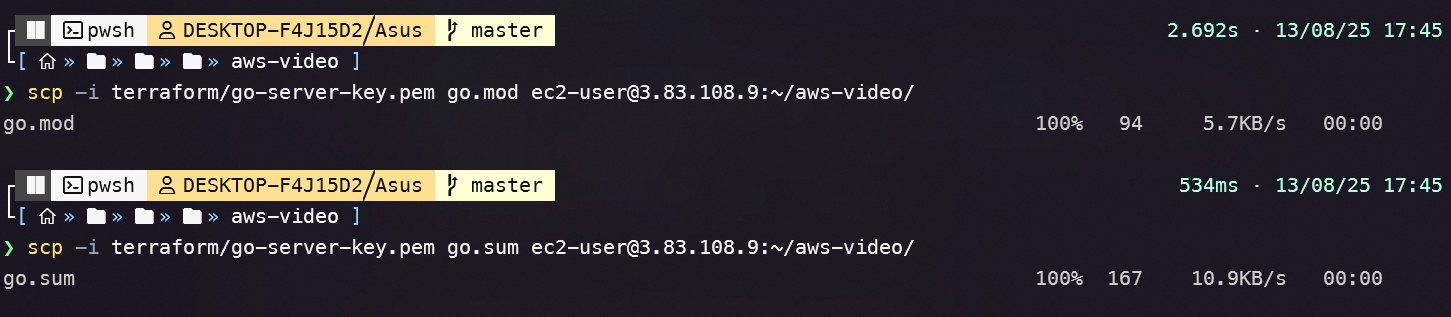 pwsh DESKTOP-F4J15D2/Asus master 2.692s · 13/08/25 17:45
[ » » » » aws-video ]
❯ scp -i terraform/go-server-key.pem go.mod ec2-user@3.83.108.9:~/aws-video/
go.mod 100% 94 5.7KB/s 00:00
pwsh DESKTOP-F4J15D2/Asus master 534ms · 13/08/25 17:45
[ » » » » aws-video ]
❯ scp -i terraform/go-server-key.pem go.sum ec2-user@3.83.108.9:~/aws-video/
go.sum 100% 167 10.9KB/s 00:00